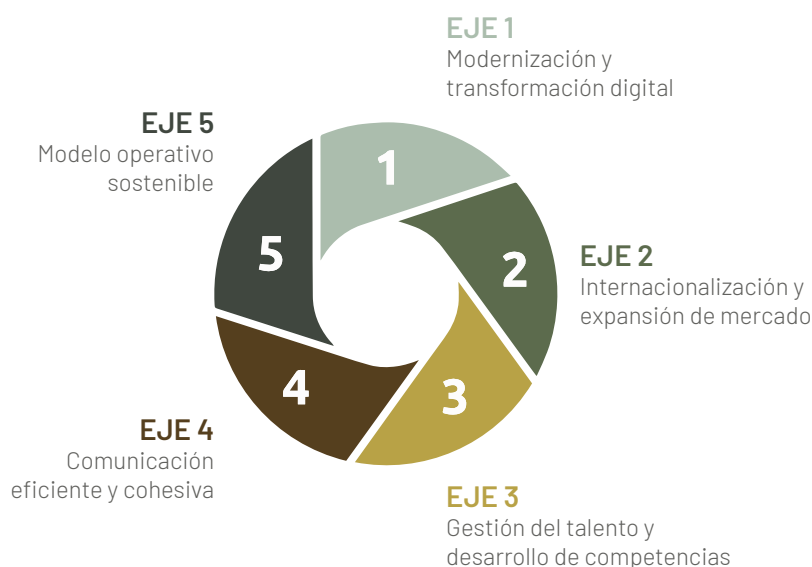 EJE 1
Modernización y
transformación digital
EJE 5
Modelo operativo
sostenible
1
5
2
EJE 2
Internacionalización y
expansión de mercado
4
3
EJE 4
Comunicación
eficiente y cohesiva
EJE 3
Gestión del talento y
desarrollo de competencias